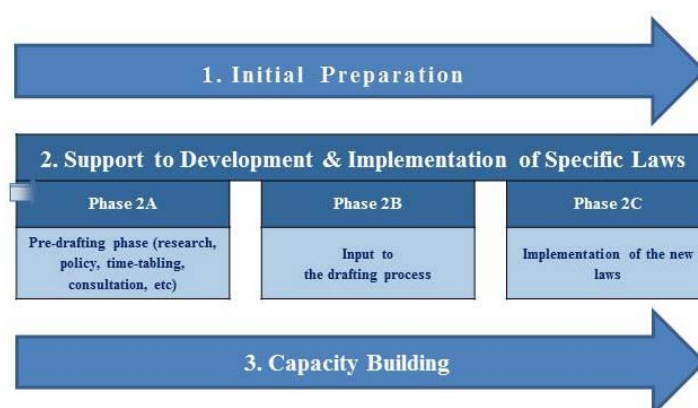 1. Initial Preparation
2. Support to Development & Implementation of Specific Laws
Phase 2A
Pre-drafting phase (research,
policy, time-tabling,
consultation, etc)
Phase 2B
Input to
the drafting process
Phase 2C
Implementation of the new
laws
3. Capacity Building